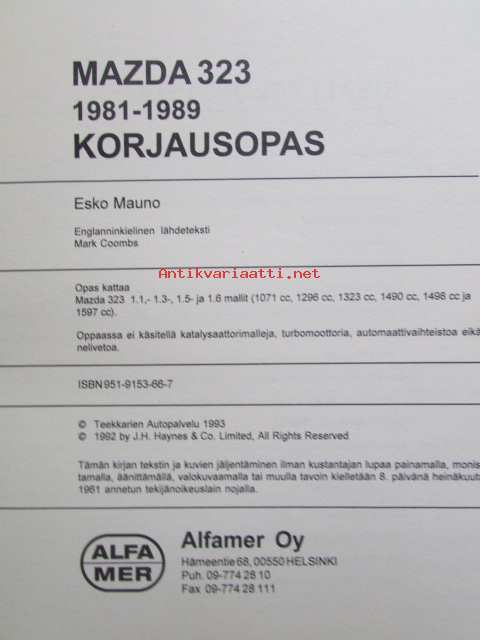 MAZDA 323
1981-1989
KORJAUSOPAS
Esko Mauno
Englanninkielinen lähdeteksti
Mark Coombs
Antikvariaatti.net
Opas kattaa
Mazda 323 1.1,- 1.3-, 1.5- ja 1.6 mallit (1071 cc, 1296 cc, 1323 cc, 1490 cc, 1498 cc ja
1597 cc).
Oppaassa ei käsitellä katalysaattorimalleja, turbomoottoria, automaattivaihteistoa eikä
nelivetoa.
ISBN 951-9153-66-7
© Teekkarien Autopalvelu 1993
© 1992 by J.H. Haynes & Co. Limited, All Rights Reserved
Tämän kirjan tekstin ja kuvien jäljentäminen ilman kustantajan lupaa painamalla, monis
tamalla, äänittämällä, valokuvaamalla tai muulla tavoin kielletään 8. päivänä heinäkuut
1961 annetun tekijänoikeuslain nojalla.
ALFA
MER
Alfamer Oy
Hämeentie 68, 00550 HELSINKI
Puh. 09-774 28 10
Fax 09-774 28 111